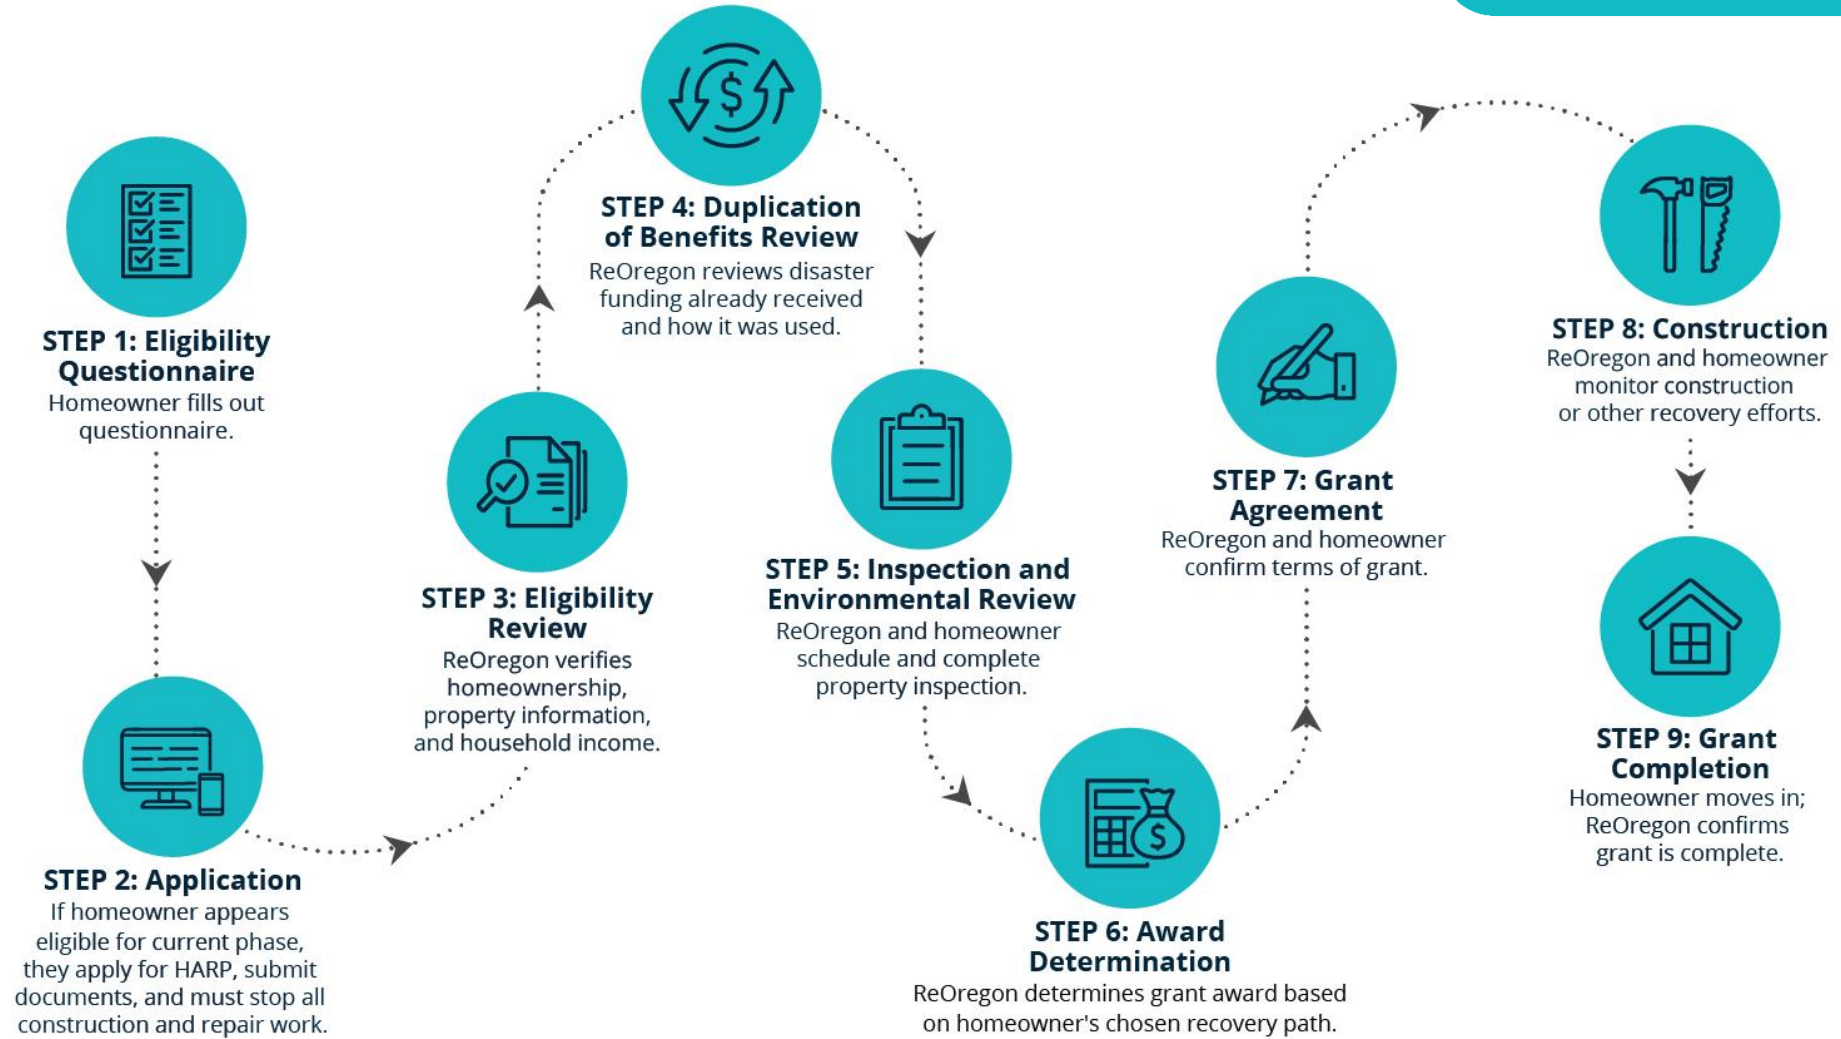 STEP 1: Eligibility
Questionnaire
Homeowner fills out
questionnaire.
STEP 2: Application
If homeowner appears
eligible for current phase,
they apply for HARP, submit
documents, and must stop all
construction and repair work.
STEP 3: Eligibility
Review
ReOregon verifies
homeownership,
property information,
and household income.
$
STEP 4: Duplication
of Benefits Review
ReOregon reviews disaster
funding already received
and how it was used.
STEP 5: Inspection and
Environmental Review
ReOregon and homeowner
schedule and complete
property inspection.
$
STEP 6: Award
Determination
ReOregon determines grant award based
on homeowner's chosen recovery path.
STEP 7: Grant
Agreement
ReOregon and homeowner
confirm terms of grant.
STEP 8: Construction
ReOregon and homeowner
monitor construction
or other recovery efforts.
STEP 9: Grant
Completion
Homeowner moves in;
ReOregon confirms
grant is complete.